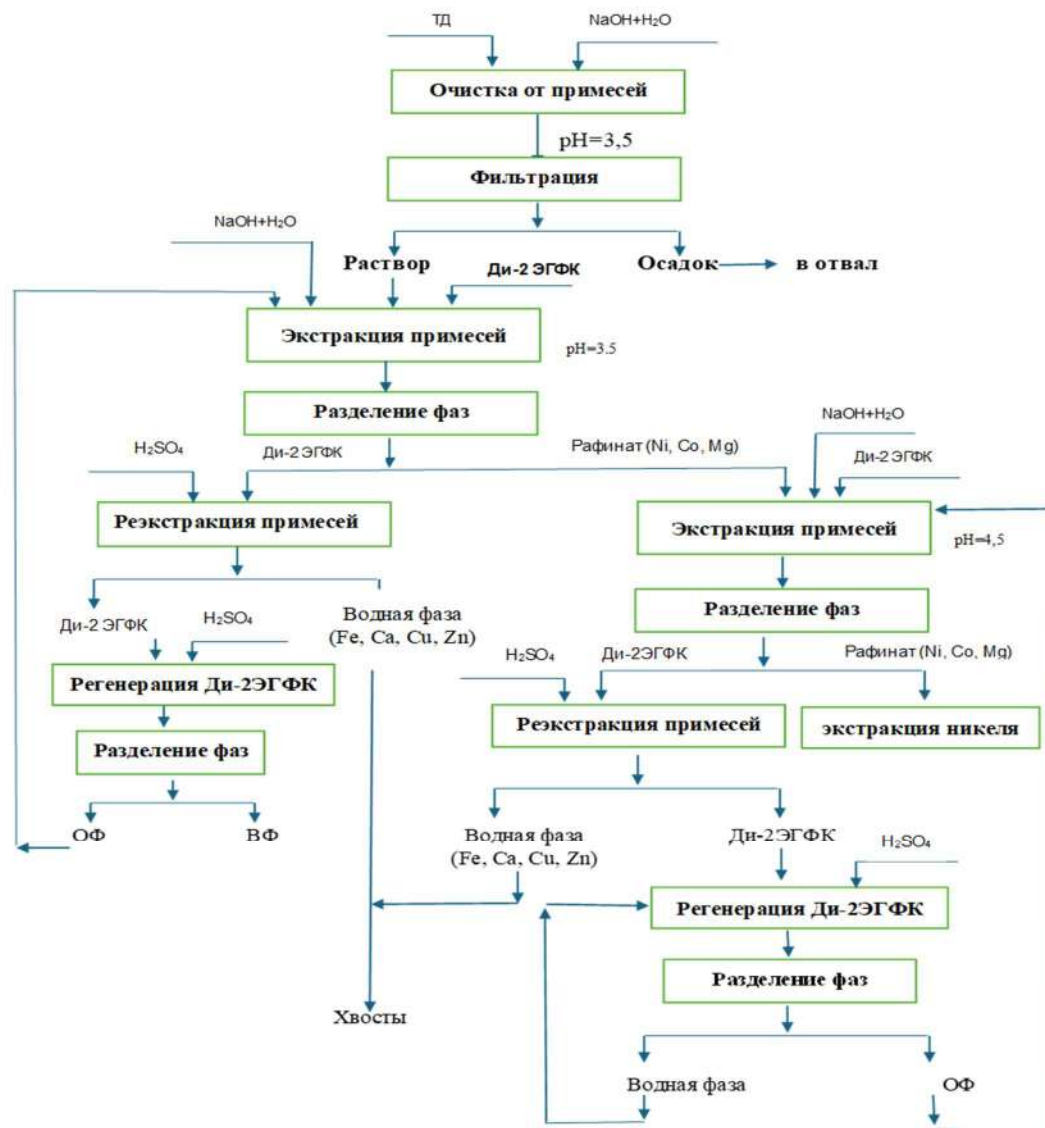 ТД
NaOH+H₂O
Очистка от примесей
pH=3,5
Фильтрация
NaOH+H₂O
Раствор
Ди-2 ЭГФК
Осадок
в отвал
Экстракция примесей
pH=3.5
Разделение фаз
H₂SO₄
Ди-2 ЭГФК
Рафинат (Ni, Co, Mg)
NaOH+H₂O
Ди-2 ЭГФК
Реэкстракция примесей
Экстракция примесей
pH=4,5
Ди-2 ЭГФК
H₂SO₄
Водная фаза
(Fe, Ca, Cu, Zn)
Разделение фаз
Регенерация Ди-2ЭГФК
H₂SO₄
Ди-2ЭГФК
Рафинат (Ni, Co, Mg)
Разделение фаз
Реэкстракция примесей
экстракция никеля
ОФ
ВФ
Водная фаза
(Fe, Ca, Cu, Zn)
Ди-2ЭГФК
H₂SO₄
Регенерация Ди-2ЭГФК
Разделение фаз
Хвосты
Водная фаза
ОФ